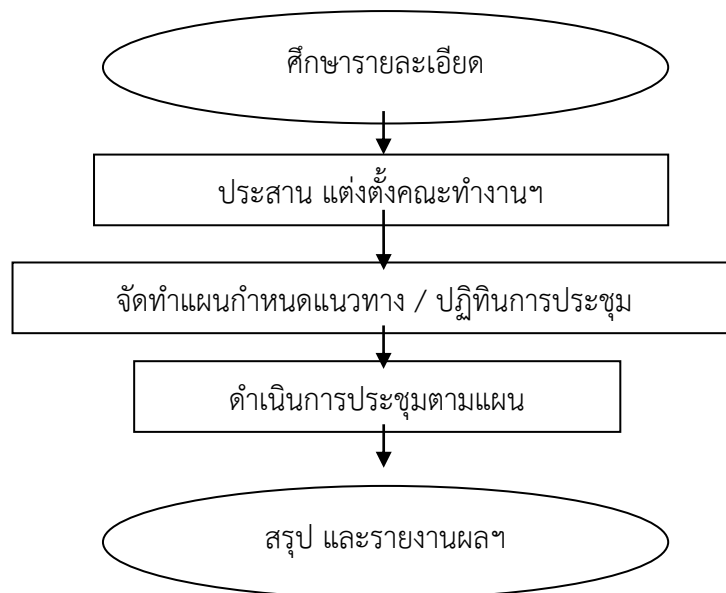 ศึกษารายละเอียด
ประสาน แต่งตั้งคณะทำงานฯ
จัดทำแผนกำหนดแนวทาง / ปฏิทินการประชุม
ดำเนินการประชุมตามแผน
สรุป และรายงานผลฯ